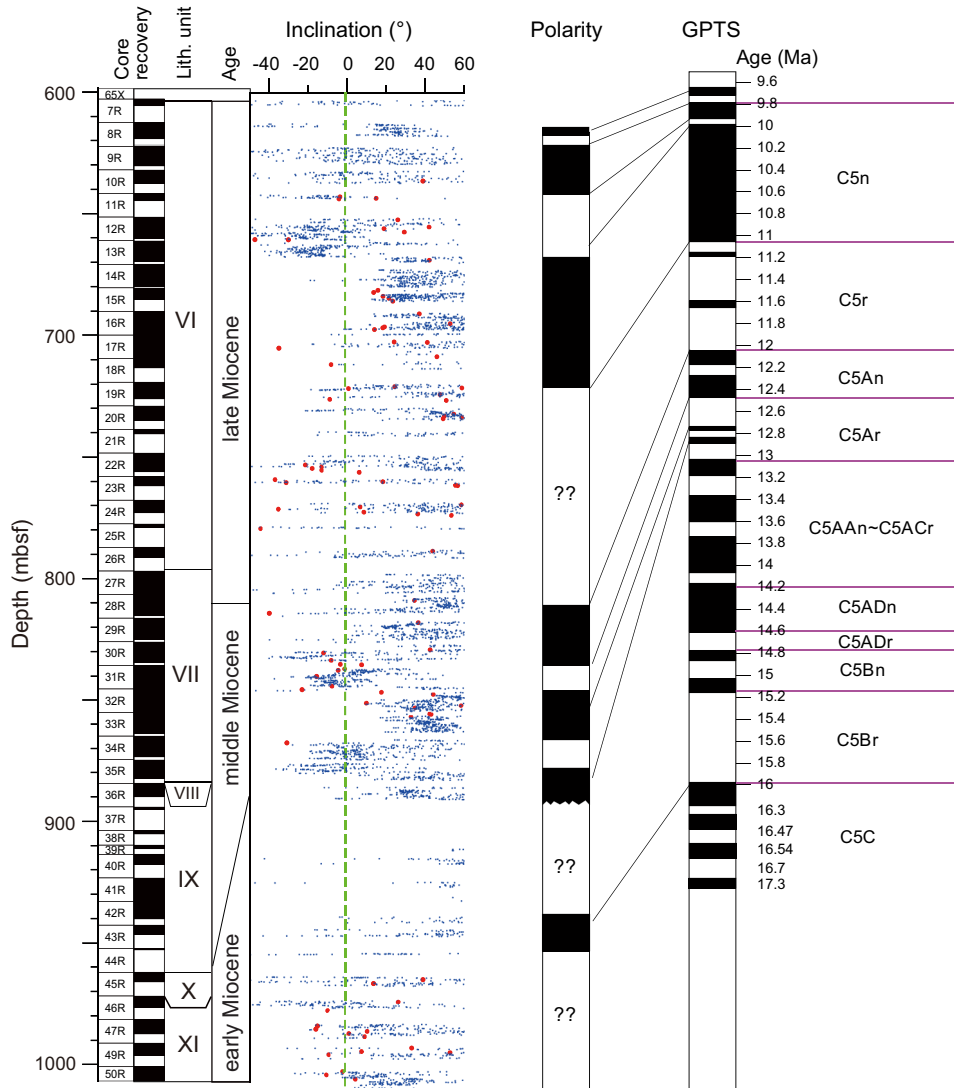 Core
recovery
Lith. unit
Age
Inclination (°)
-40 -20 0 20 40 60
Polarity
GPTS
Age (Ma)
Depth (mbsf)
600
700
800
900
1000
65X
7R
8R
9R
10R
11R
12R
13R
14R
15R
16R
17R
18R
19R
20R
21R
22R
23R
24R
25R
26R
27R
28R
29R
30R
31R
32R
33R
34R
35R
36R
37R
38R
39R
40R
41R
42R
43R
44R
45R
46R
47R
49R
50R
VI
VII
VIII
IX
X
XI
late Miocene
middle Miocene
early Miocene
??
??
??
9.6
9.8
10
10.2
10.4
10.6
10.8
11
11.2
11.4
11.6
11.8
12
12.2
12.4
12.6
12.8
13
13.2
13.4
13.6
13.8
14
14.2
14.4
14.6
14.8
15
15.2
15.4
15.6
15.8
16
16.3
16.47
16.54
16.7
17.3
C5n
C5r
C5An
C5Ar
C5AAn~C5ACr
C5ADn
C5ADr
C5Bn
C5Br
C5C